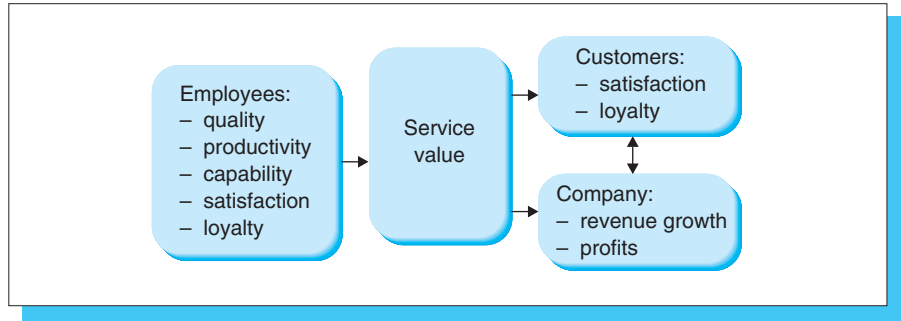 Employees:
– quality
– productivity
– capability
– satisfaction
– loyalty
Service
value
Customers:
– satisfaction
– loyalty
Company:
– revenue growth
– profits